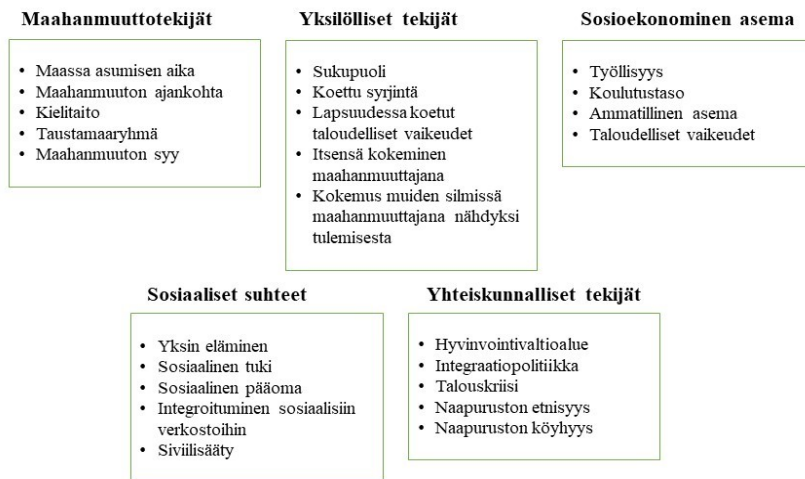 Maahanmuuttotekijät
• Maassa asumisen aika
• Maahanmuuton ajankohta
• Kielitaito
• Taustamaaryhmä
• Maahanmuuton syy
Yksilölliset tekijät
• Sukupuoli
• Koettu syrjintä
• Lapsuudessa koetut
taloudelliset vaikeudet
• Itsensä kokeminen
maahanmuuttajana
• Kokemus muiden silmissä
maahanmuuttajana nähdyksi
tulemisesta
Sosioekonominen asema
• Työllisyys
• Koulutustaso
• Ammatillinen asema
• Taloudelliset vaikeudet
Sosiaaliset suhteet
• Yksin eläminen
• Sosiaalinen tuki
• Sosiaalinen pääoma
• Integroituminen sosiaalisiin
verkostoihin
• Siviilisääty
Yhteiskunnalliset tekijät
• Hyvinvointivaltioalue
• Integraatiopolitiikka
• Talouskriisi
• Naapuruston etnisyys
• Naapuruston köyhyys